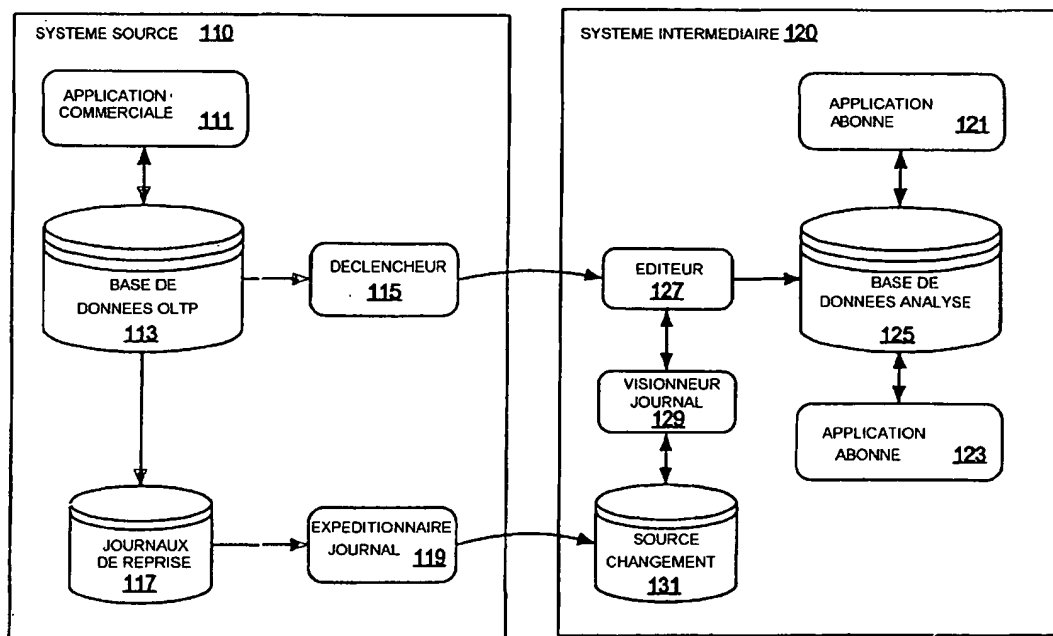 SYSTEME SOURCE 110
APPLICATION
COMMERCIALE 111
BASE DE
DONNEES OLTP
113
DECLENCHEUR
115
JOURNAUX
DE REPRISE
117
EXPEDITIONNAIRE
JOURNAL 119
SYSTEME INTERMEDIAIRE 120
APPLICATION
ABONNE 121
EDITEUR
127
BASE DE
DONNEES ANALYSE
125
VISIONNEUR
JOURNAL
129
APPLICATION
ABONNE 123
SOURCE
CHANGEMENT
131